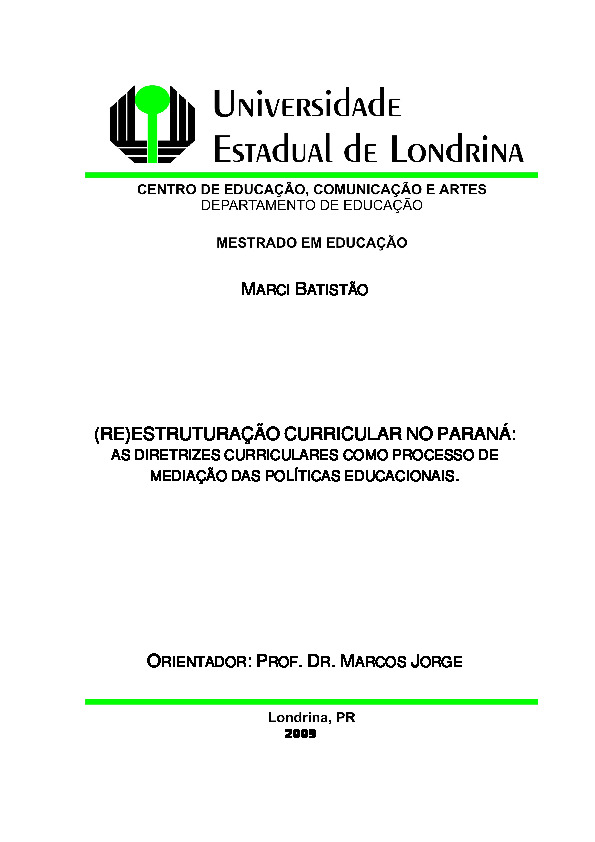 Universidade
Estadual de Londrina
CENTRO DE EDUCAÇÃO, COMUNICAÇÃO E ARTES
DEPARTAMENTO DE EDUCAÇÃO
MESTRADO EM EDUCAÇÃO
MARCI BATISTÃO
(RE)ESTRUTURAÇÃO CURRICULAR NO PARANÁ:
AS DIRETRIZES CURRICULARES COMO PROCESSO DE
MEDIAÇÃO DAS POLÍTICAS EDUCACIONAIS.
ORIENTADOR: PROF. DR. MARCOS JORGE
Londrina, PR
2009